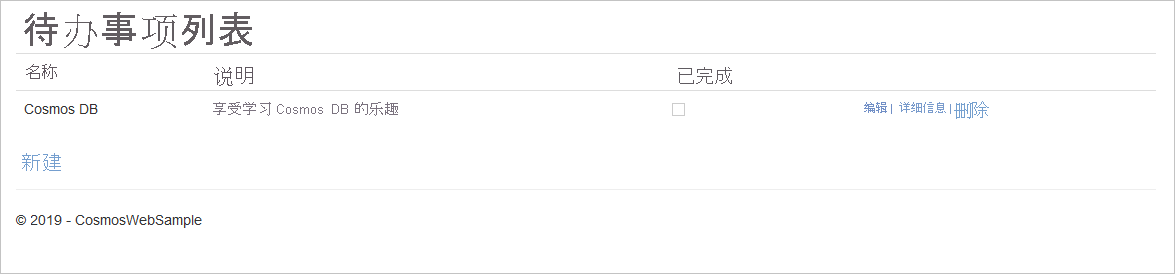 待办事项列表
名称 说明 已完成
Cosmos DB 享受学习 Cosmos DB 的乐趣 编辑 | 详细信息 | 删除
新建
© 2019 - CosmosWebSample